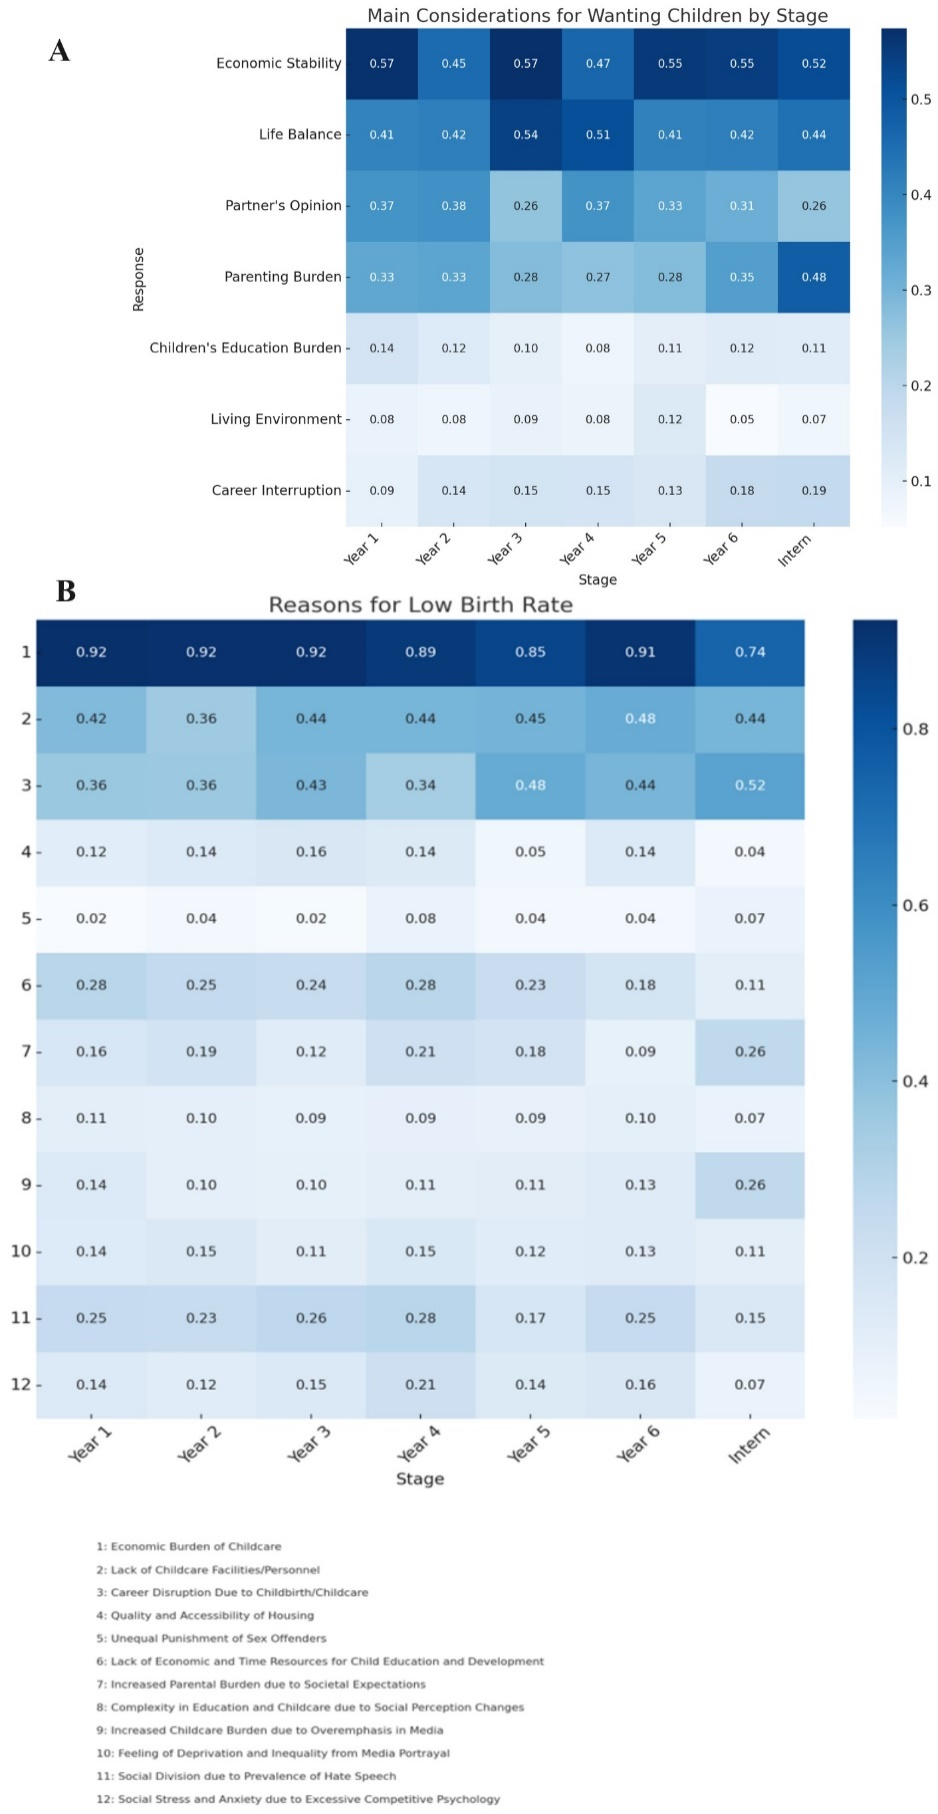 A
Main Considerations for Wanting Children by Stage
Response
Economic Stability 0.57 0.45 0.57 0.47 0.55 0.55 0.52
Life Balance 0.41 0.42 0.54 0.51 0.41 0.42 0.44
Partner's Opinion 0.37 0.38 0.26 0.37 0.33 0.31 0.26
Parenting Burden 0.33 0.33 0.28 0.27 0.28 0.35 0.48
Children's Education Burden 0.14 0.12 0.10 0.08 0.11 0.12 0.11
Living Environment 0.08 0.08 0.09 0.08 0.12 0.05 0.07
Career Interruption 0.09 0.14 0.15 0.15 0.13 0.18 0.19
Year 1 Year 2 Year 3 Year 4 Year 5 Year 6 Intern
Stage
0.5
0.4
0.3
0.2
0.1
B
Reasons for Low Birth Rate
1 0.92 0.92 0.92 0.89 0.85 0.91 0.74
2 0.42 0.36 0.44 0.44 0.45 0.48 0.44
3 0.36 0.36 0.43 0.34 0.48 0.44 0.52
4 0.12 0.14 0.16 0.14 0.05 0.14 0.04
5 0.02 0.04 0.02 0.08 0.04 0.04 0.07
6 0.28 0.25 0.24 0.28 0.23 0.18 0.11
7 0.16 0.19 0.12 0.21 0.18 0.09 0.26
8 0.11 0.10 0.09 0.09 0.09 0.10 0.07
9 0.14 0.10 0.10 0.11 0.11 0.13 0.26
10 0.14 0.15 0.11 0.15 0.12 0.13 0.11
11 0.25 0.23 0.26 0.28 0.17 0.25 0.15
12 0.14 0.12 0.15 0.21 0.14 0.16 0.07
Year 1 Year 2 Year 3 Year 4 Year 5 Year 6 Intern
Stage
0.8
0.6
0.4
0.2
1: Economic Burden of Childcare
2: Lack of Childcare Facilities/Personnel
3: Career Disruption Due to Childbirth/Childcare
4: Quality and Accessibility of Housing
5: Unequal Punishment of Sex Offenders
6: Lack of Economic and Time Resources for Child Education and Development
7: Increased Parental Burden due to Societal Expectations
8: Complexity in Education and Childcare due to Social Perception Changes
9: Increased Childcare Burden due to Overemphasis in Media
10: Feeling of Deprivation and Inequality from Media Portrayal
11: Social Division due to Prevalence of Hate Speech
12: Social Stress and Anxiety due to Excessive Competitive Psychology